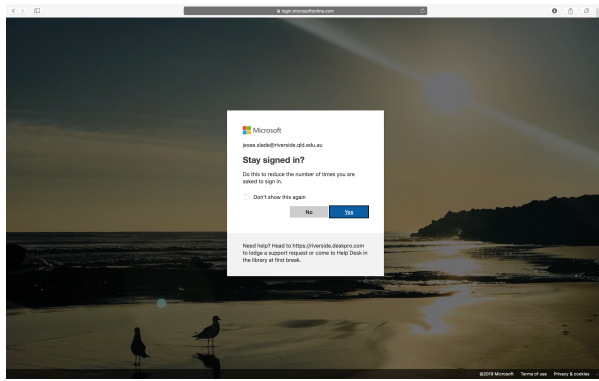 login.microsoftonline.com
Microsoft
jesse.slade@riverside.qld.edu.au
Stay signed in?
Do this to reduce the number of times you are
asked to sign in.
Don't show this again
No
Yes
Need help? Head to https://riverside.deskpro.com
to lodge a support request or come to Help Desk in
the library at first break.
©2019 Microsoft Terms of use Privacy & cookies